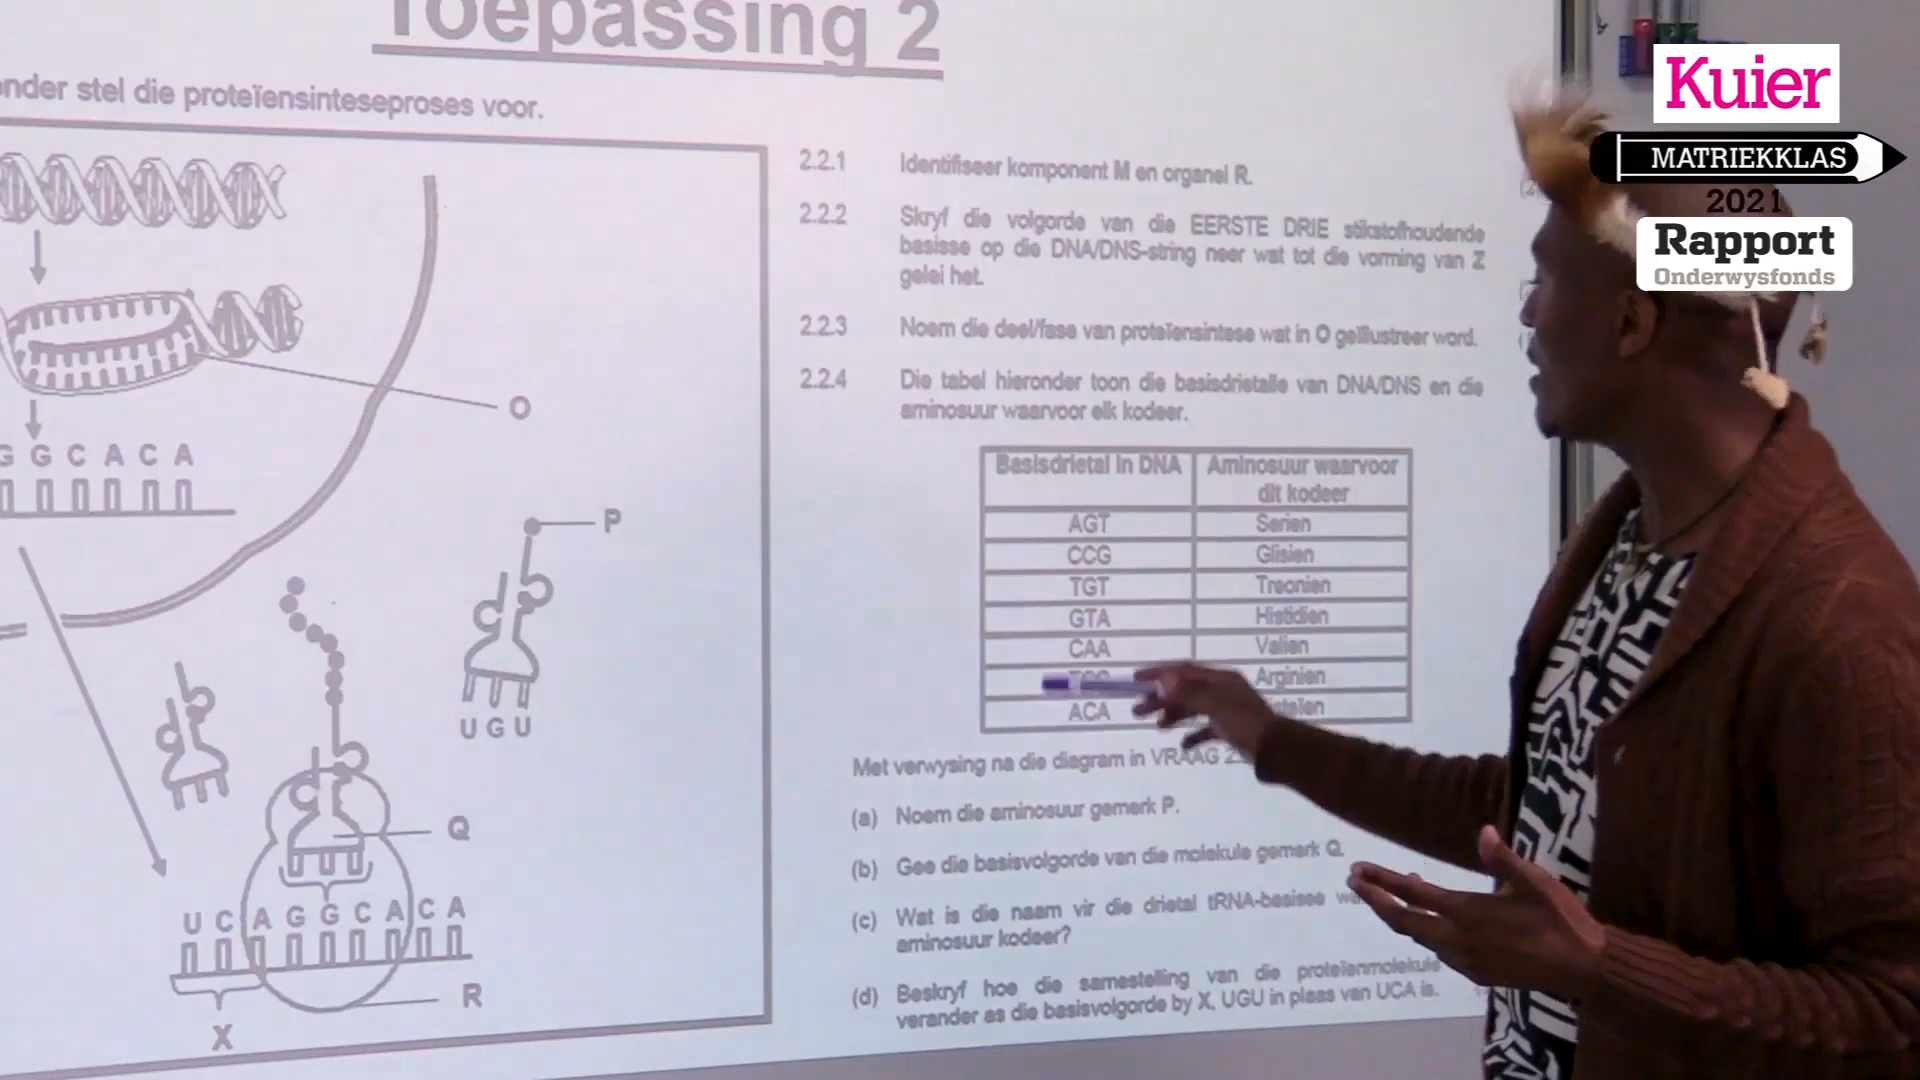 Toepassing 2
onder stel die proteïensinteseproses voor.
O
G G C A C A
P
U G U
Q
U C A G G C A C A
R
X
2.2.1 Identifiseer komponent M en organel R.
2.2.2 Skryf die volgorde van die EERSTE DRIE stikstofhoudende
basisse op die DNA/DNS-string neer wat tot die vorming van Z
gelei het.
2.2.3 Noem die deel/fase van proteïensintese wat in O geïllustreer word.
2.2.4 Die tabel hieronder toon die basisdrietalle van DNA/DNS en die
aminosuur waarvoor elk kodeer.
Basisdrietal in DNA Aminosuur waarvoor
dit kodeer
AGT Serien
CCG Glisien
TGT Treonien
GTA Histidien
CAA Valien
Arginien
ACA
Met verwysing na die diagram in VRAAG
(a) Noem die aminosuur gemerk P.
(b) Gee die basisvolgorde van die molekule gemerk Q.
(c) Wat is die naam vir die drietal tRNA-basisse
aminosuur kodeer?
(d) Beskryf hoe die samestelling van die proteïenmolekule
verander as die basisvolgorde by X, UGU in plaas van UCA is.
Kuier
MATRIEKKLAS
2021
Rapport
Onderwysfonds